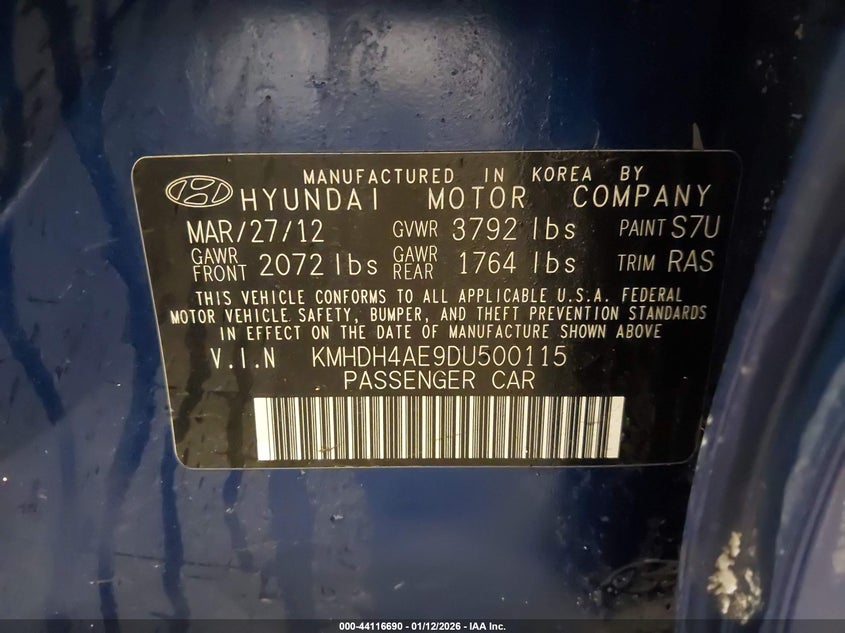 MANUFACTURED IN KOREA BY
HYUNDAI MOTOR COMPANY
MAR/27/12 GVWR 3792 lbs PAINT S7U
GAWR FRONT 2072 lbs GAWR REAR 1764 lbs TRIM RAS
THIS VEHICLE CONFORMS TO ALL APPLICABLE U.S.A. FEDERAL
MOTOR VEHICLE SAFETY, BUMPER, AND THEFT PREVENTION STANDARDS
IN EFFECT ON THE DATE OF MANUFACTURE SHOWN ABOVE
V.I.N KMHDH4AE9DU500115
PASSENGER CAR
000-44116690 - 01/12/2026 - IAA Inc.